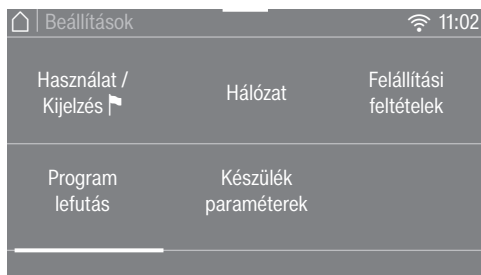 Beállítások 11:02
Használat /
Kijelzés
Hálózat
Felállítási
feltételek
Program
lefutás
Készülék
paraméterek